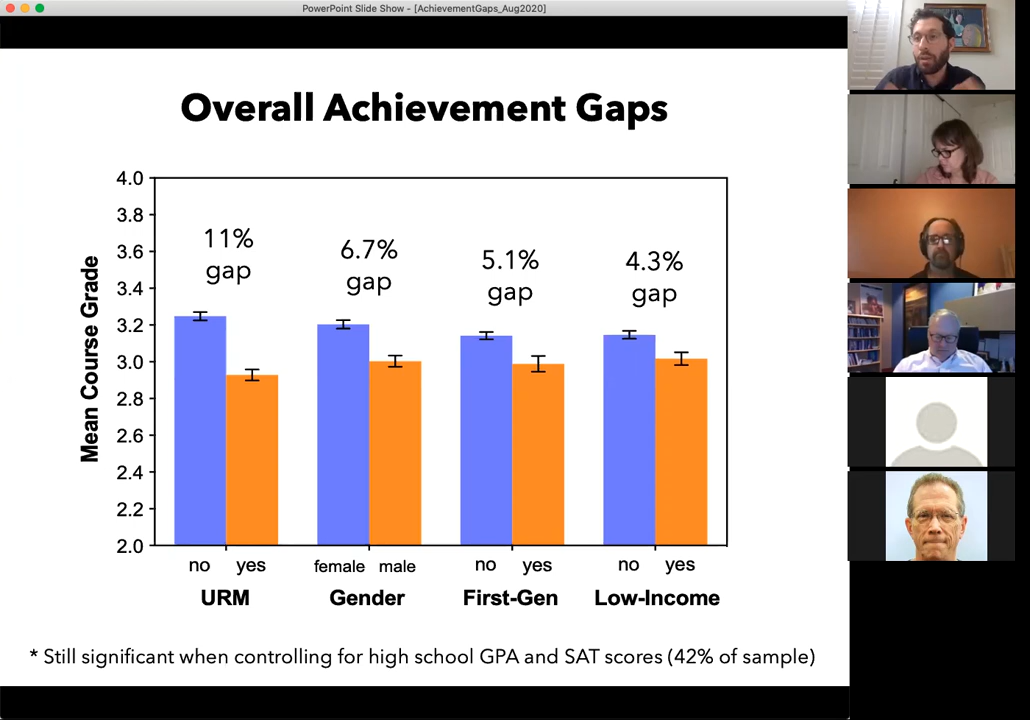 PowerPoint Slide Show - [AchievementGaps_Aug2020]
Overall Achievement Gaps
Mean Course Grade
4.0
3.8
3.6
3.4
3.2
3.0
2.8
2.6
2.4
2.2
2.0
11%
gap
6.7%
gap
5.1%
gap
4.3%
gap
no yes female male no yes no yes
URM Gender First-Gen Low-Income
* Still significant when controlling for high school GPA and SAT scores (42% of sample)